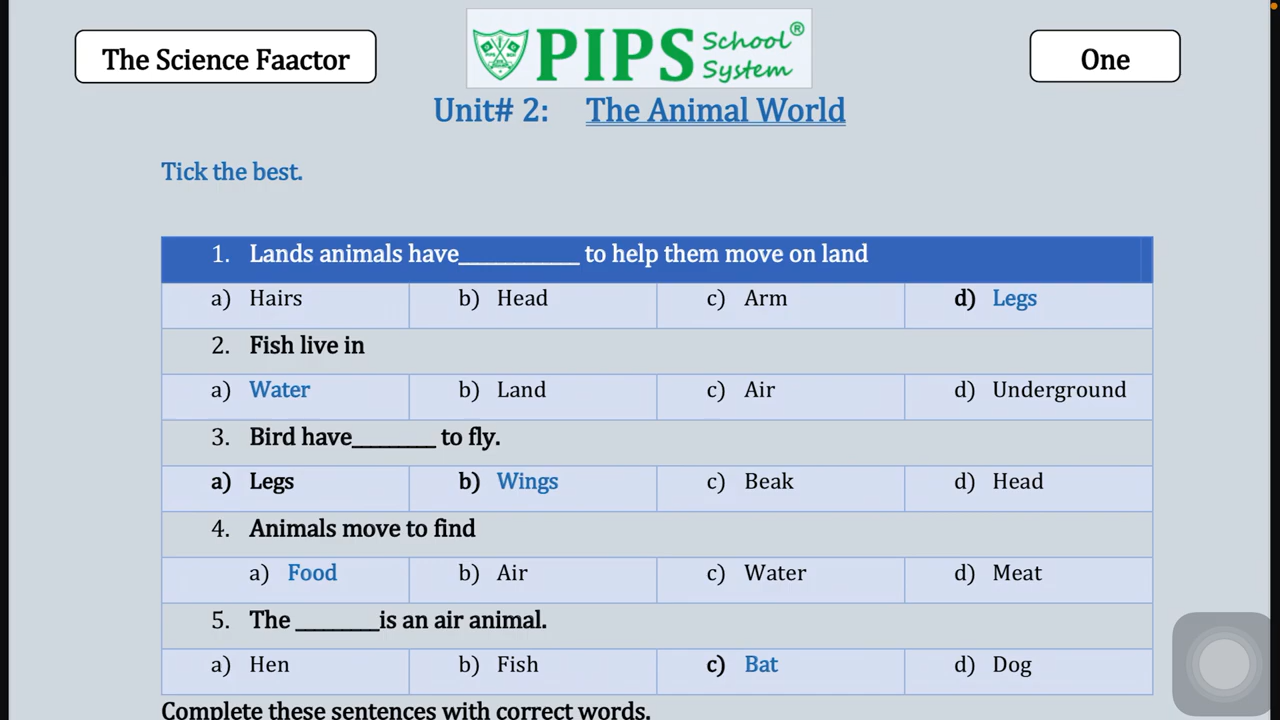 The Science Faactor
PIPS School System®
One
Unit# 2: The Animal World
Tick the best.
1. Lands animals have____________ to help them move on land
a) Hairs b) Head c) Arm d) Legs
2. Fish live in
a) Water b) Land c) Air d) Underground
3. Bird have________ to fly.
a) Legs b) Wings c) Beak d) Head
4. Animals move to find
a) Food b) Air c) Water d) Meat
5. The ________is an air animal.
a) Hen b) Fish c) Bat d) Dog
Complete these sentences with correct words.